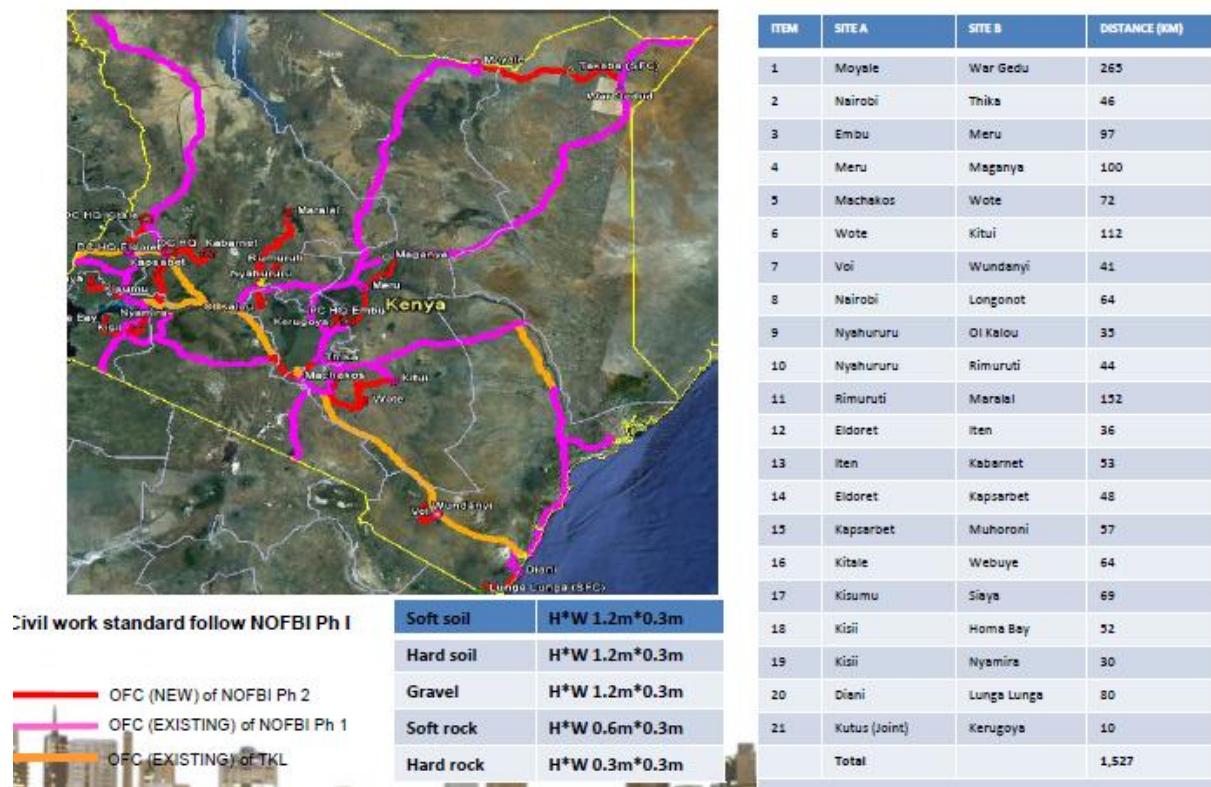 Moyale
Takaba (SFC)
Maralal
DC HQ Kabarnet
Rumuruti
Nyahururu
Kapsabet
Maganya
Meru
Kisumu
Nyamira
Kisii
PC HQ Embu
Kenya
Kerugoya
Thika
Machakos
Kitui
Wote
Wundanyi
Voi
Diani
Lunga Lunga (SFC)
Civil work standard follow NOFBI Ph I
OFC (NEW) of NOFBI Ph 2
OFC (EXISTING) of NOFBI Ph 1
OFC (EXISTING) of TKL
Soft soil H*W 1.2m*0.3m
Hard soil H*W 1.2m*0.3m
Gravel H*W 1.2m*0.3m
Soft rock H*W 0.6m*0.3m
Hard rock H*W 0.3m*0.3m
ITEM SITE A SITE B DISTANCE (KM)
1 Moyale War Gedu 265
2 Nairobi Thika 46
3 Embu Meru 97
4 Meru Maganya 100
5 Machakos Wote 72
6 Wote Kitui 112
7 Voi Wundanyi 41
8 Nairobi Longonot 64
9 Nyahururu Ol Kalou 35
10 Nyahururu Rimuruti 44
11 Rimuruti Maralal 152
12 Eldoret Iten 36
13 Iten Kabarnet 53
14 Eldoret Kapsarbet 48
15 Kapsarbet Muhoroni 57
16 Kitale Webuye 64
17 Kisumu Siaya 69
18 Kisii Homa Bay 52
19 Kisii Nyamira 30
20 Diani Lunga Lunga 80
21 Kutus (Joint) Kerugoya 10
Total 1,527